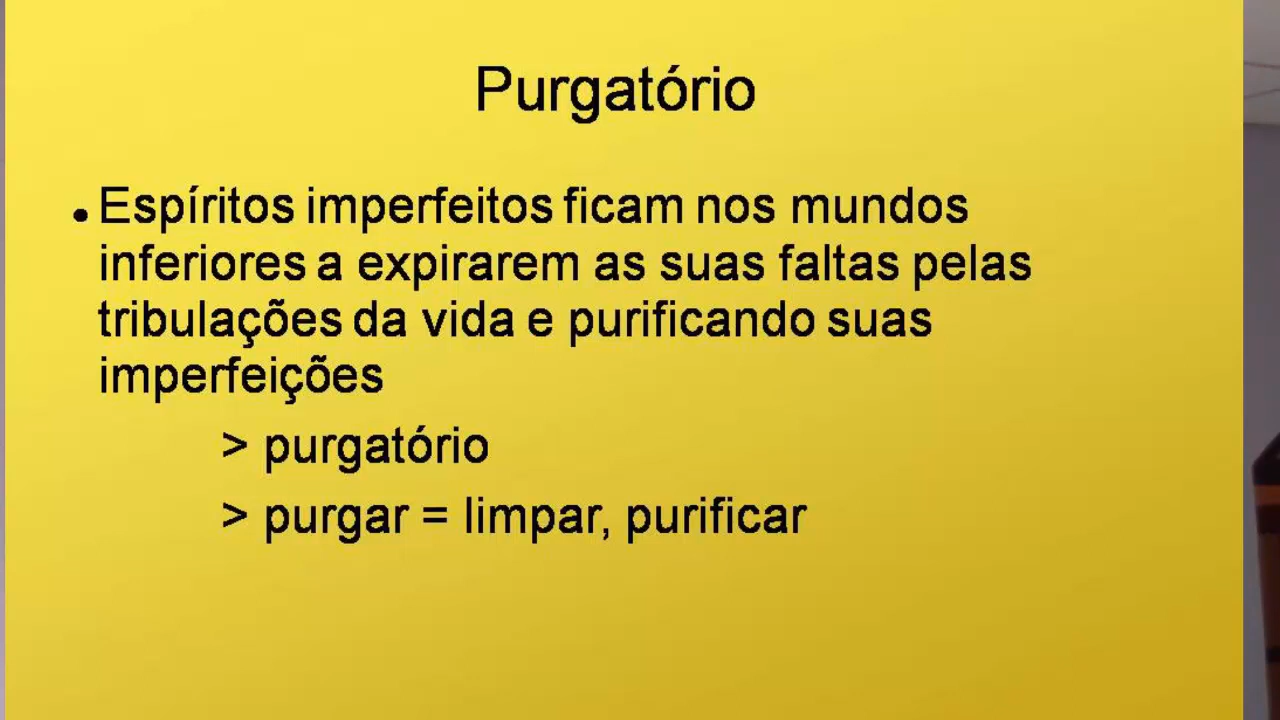 Purgatório
• Espíritos imperfeitos ficam nos mundos
inferiores a expirarem as suas faltas pelas
tribulações da vida e purificando suas
imperfeições
> purgatório
> purgar = limpar, purificar